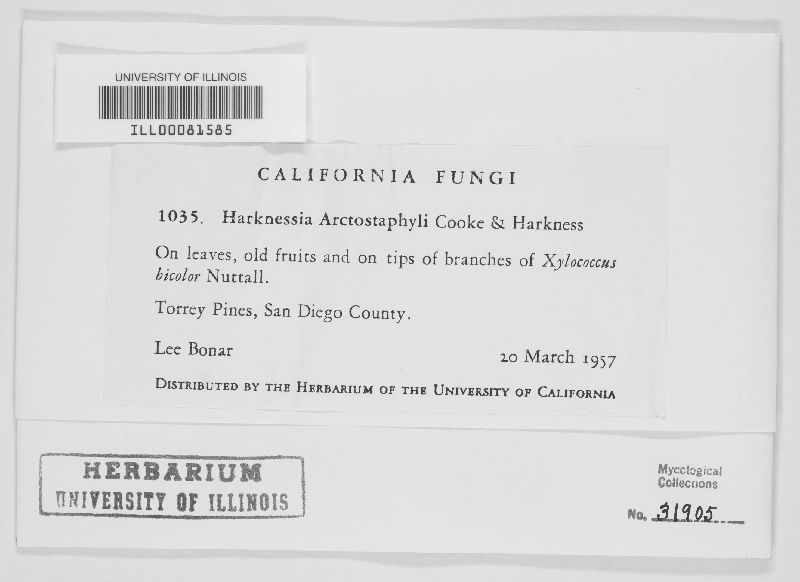 UNIVERSITY OF ILLINOIS
ILL00081585
CALIFORNIA FUNGI
1035. Harknessia Arctostaphyli Cooke & Harkness
On leaves, old fruits and on tips of branches of Xylococcus
bicolor Nuttall.
Torrey Pines, San Diego County.
Lee Bonar 20 March 1957
DISTRIBUTED BY THE HERBARIUM OF THE UNIVERSITY OF CALIFORNIA
HERBARIUM
UNIVERSITY OF ILLINOIS
Mycological
Collections
No. 31905